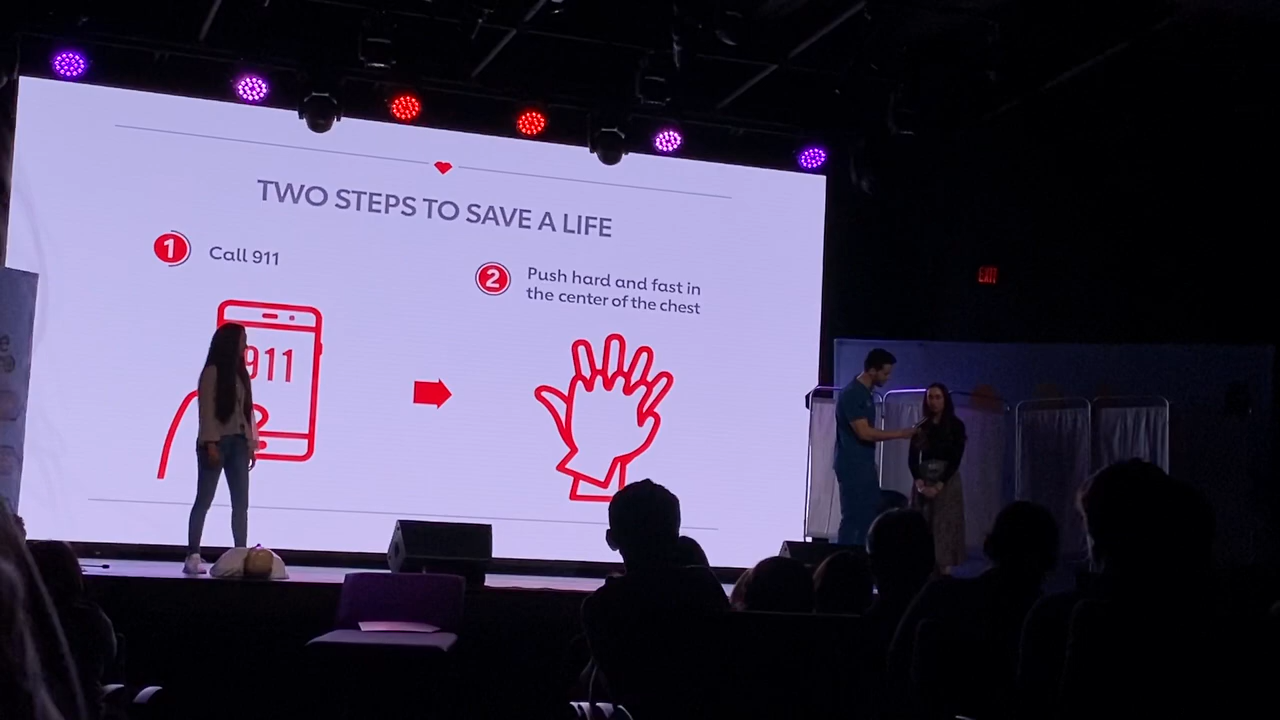 TWO STEPS TO SAVE A LIFE
1 Call 911
2 Push hard and fast in
the center of the chest
911
EXIT